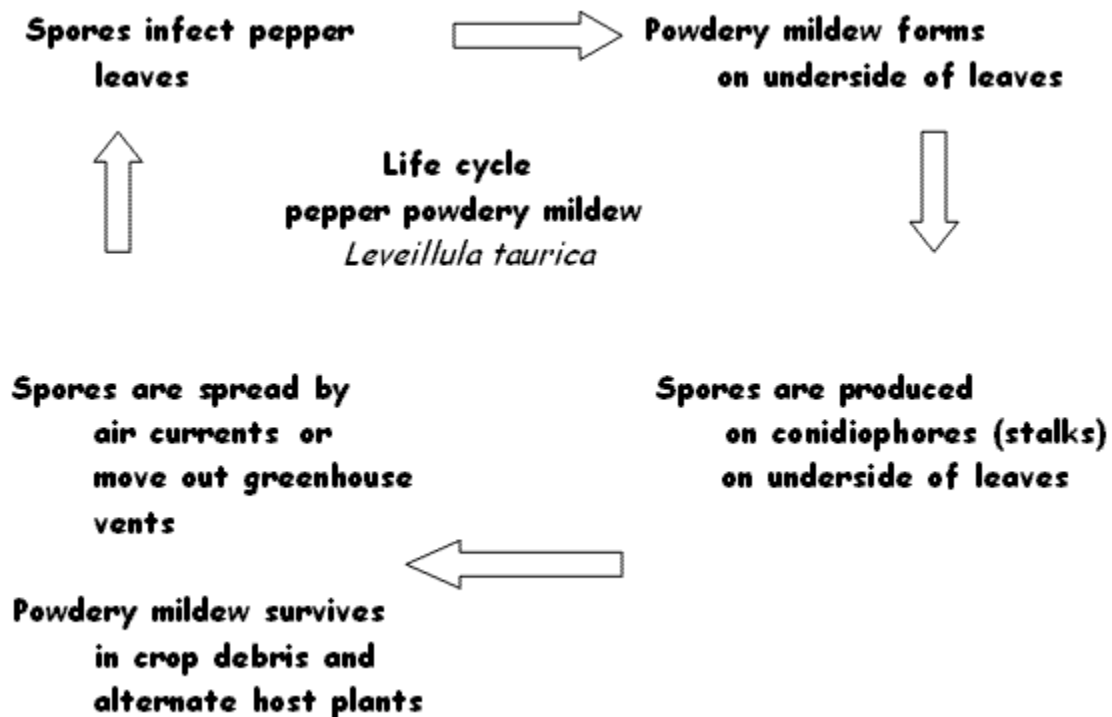 Spores infect pepper
leaves
Powdery mildew forms
on underside of leaves
Life cycle
pepper powdery mildew
Leveillula taurica
Spores are produced
on conidiophores (stalks)
on underside of leaves
Spores are spread by
air currents or
move out greenhouse
vents
Powdery mildew survives
in crop debris and
alternate host plants